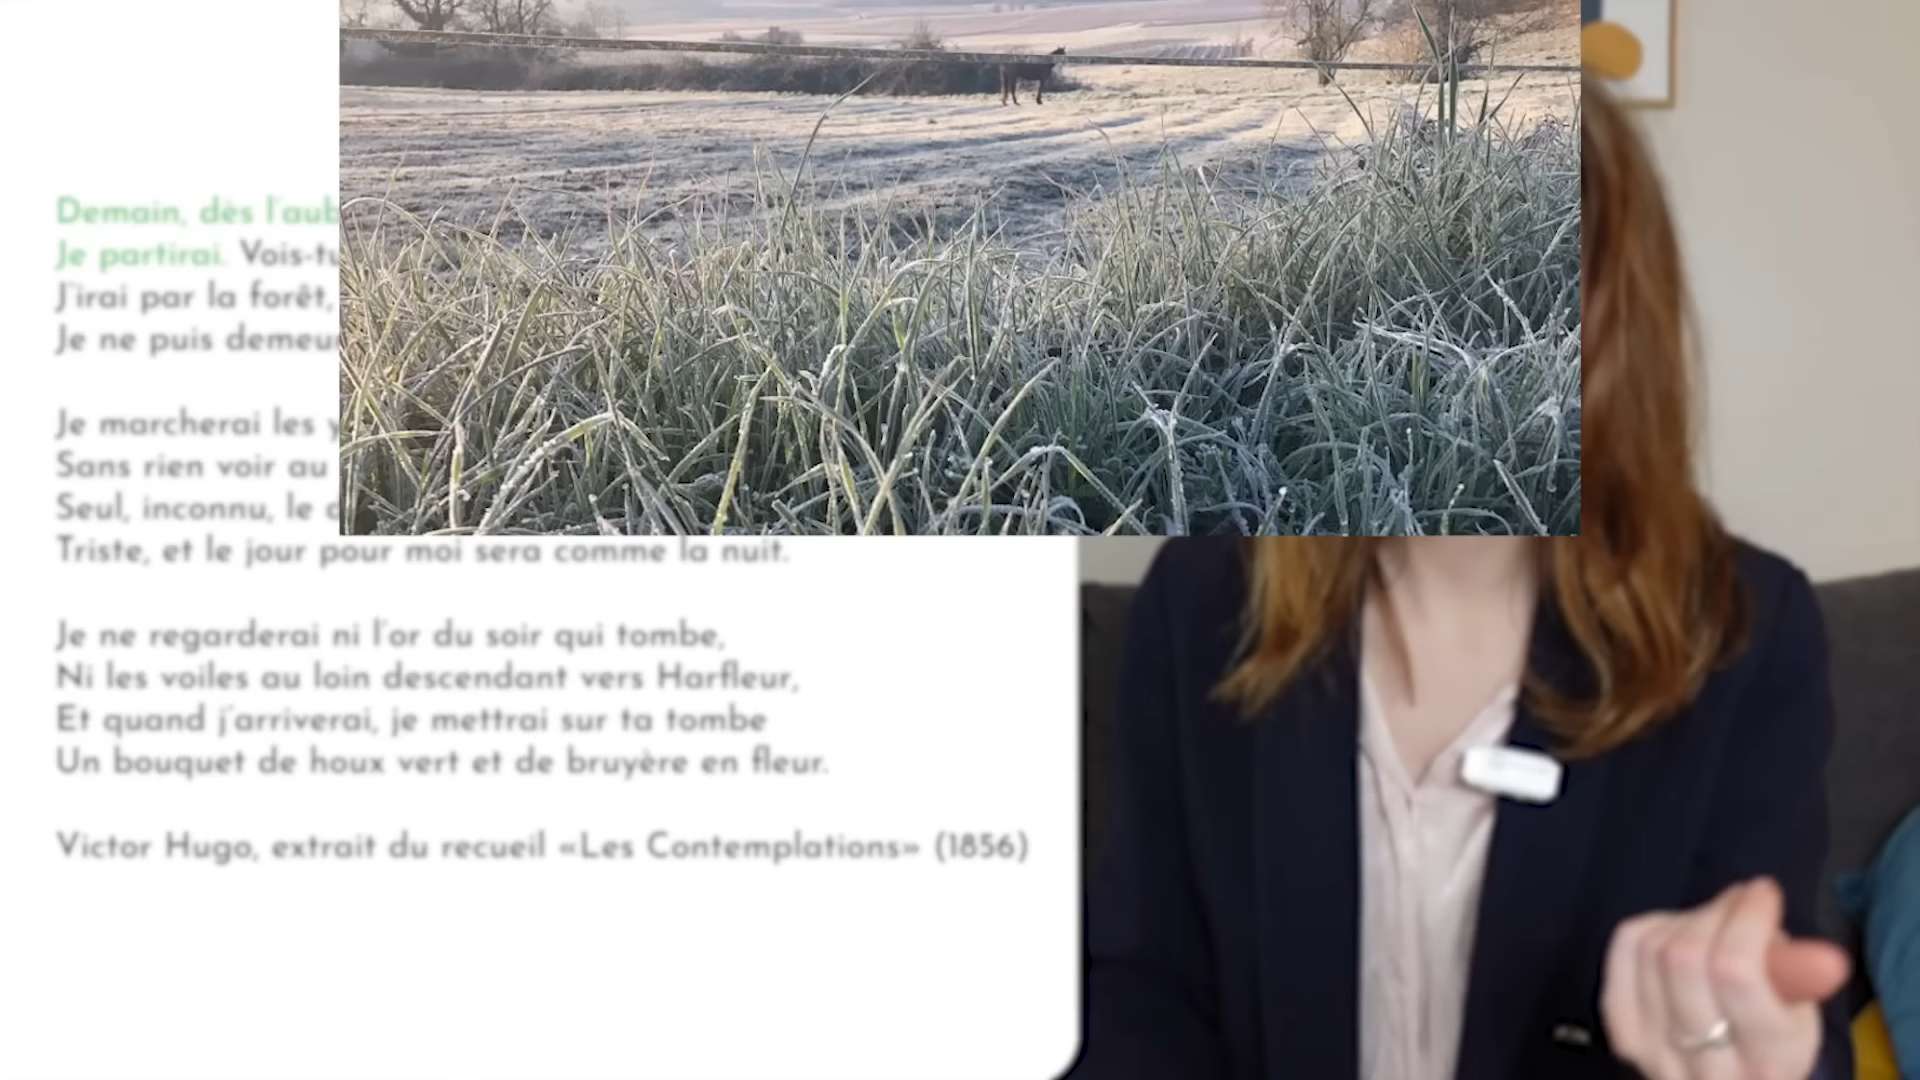 Demain, dès l'aub
Je partirai. Vois-tu
J'irai par la forêt,
Je ne puis demeur
Je marcherai les y
Sans rien voir au
Seul, inconnu, le d
Triste, et le jour pour moi sera comme la nuit.
Je ne regarderai ni l'or du soir qui tombe,
Ni les voiles au loin descendant vers Harfleur,
Et quand j'arriverai, je mettrai sur ta tombe
Un bouquet de houx vert et de bruyère en fleur.
Victor Hugo, extrait du recueil «Les Contemplations» (1856)